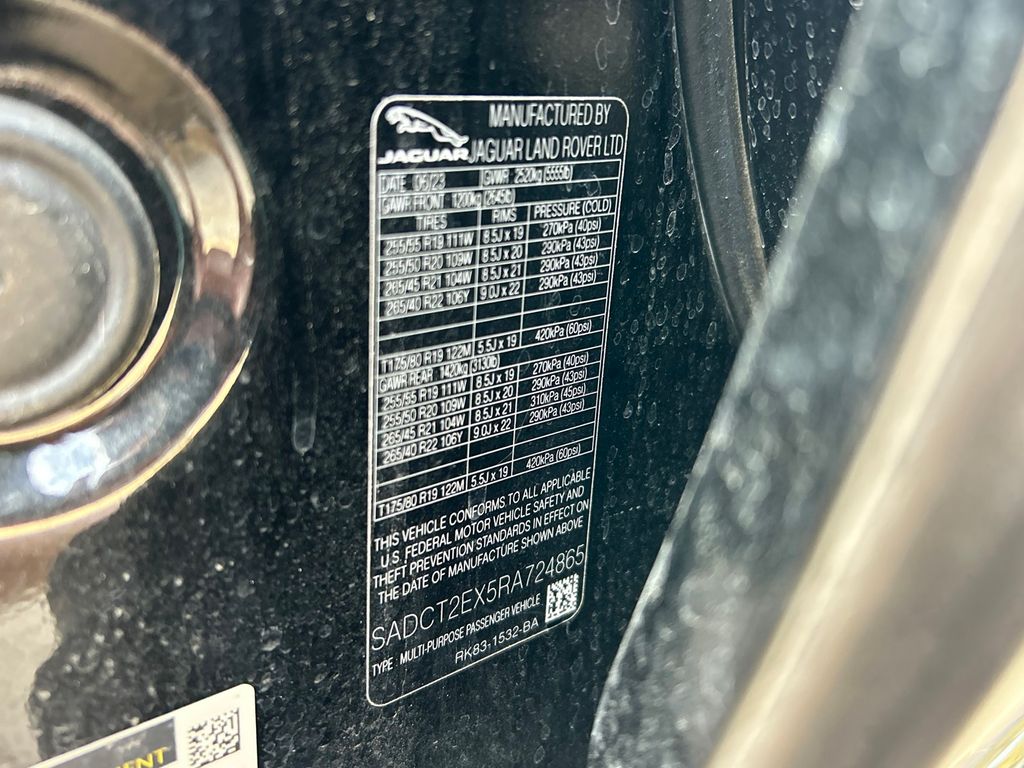 JAGUAR
MANUFACTURED BY
JAGUAR LAND ROVER LTD
DATE 05/23 GVWR 2520kg (5555lb)
GAWR FRONT 1200kg (2645lb)
TIRES RIMS PRESSURE (COLD)
255/55 R19 111W 8.5J x 19 270kPa (40psi)
255/50 R20 109W 8.5J x 20 290kPa (43psi)
265/45 R21 104W 8.5J x 21 290kPa (43psi)
265/40 R22 106Y 9.0J x 22 290kPa (43psi)
T175/80 R19 122M 5.5J x 19 420kPa (60psi)
GAWR REAR 1420kg (3130lb)
255/55 R19 111W 8.5J x 19 270kPa (40psi)
255/50 R20 109W 8.5J x 20 290kPa (43psi)
265/45 R21 104W 8.5J x 21 310kPa (45psi)
265/40 R22 106Y 9.0J x 22 290kPa (43psi)
T175/80 R19 122M 5.5J x 19 420kPa (60psi)
THIS VEHICLE CONFORMS TO ALL APPLICABLE
U.S. FEDERAL MOTOR VEHICLE SAFETY AND
THEFT PREVENTION STANDARDS IN EFFECT ON
THE DATE OF MANUFACTURE SHOWN ABOVE
SADCT2EX5RA724865
TYPE : MULTI-PURPOSE PASSENGER VEHICLE
RK83-1532-BA